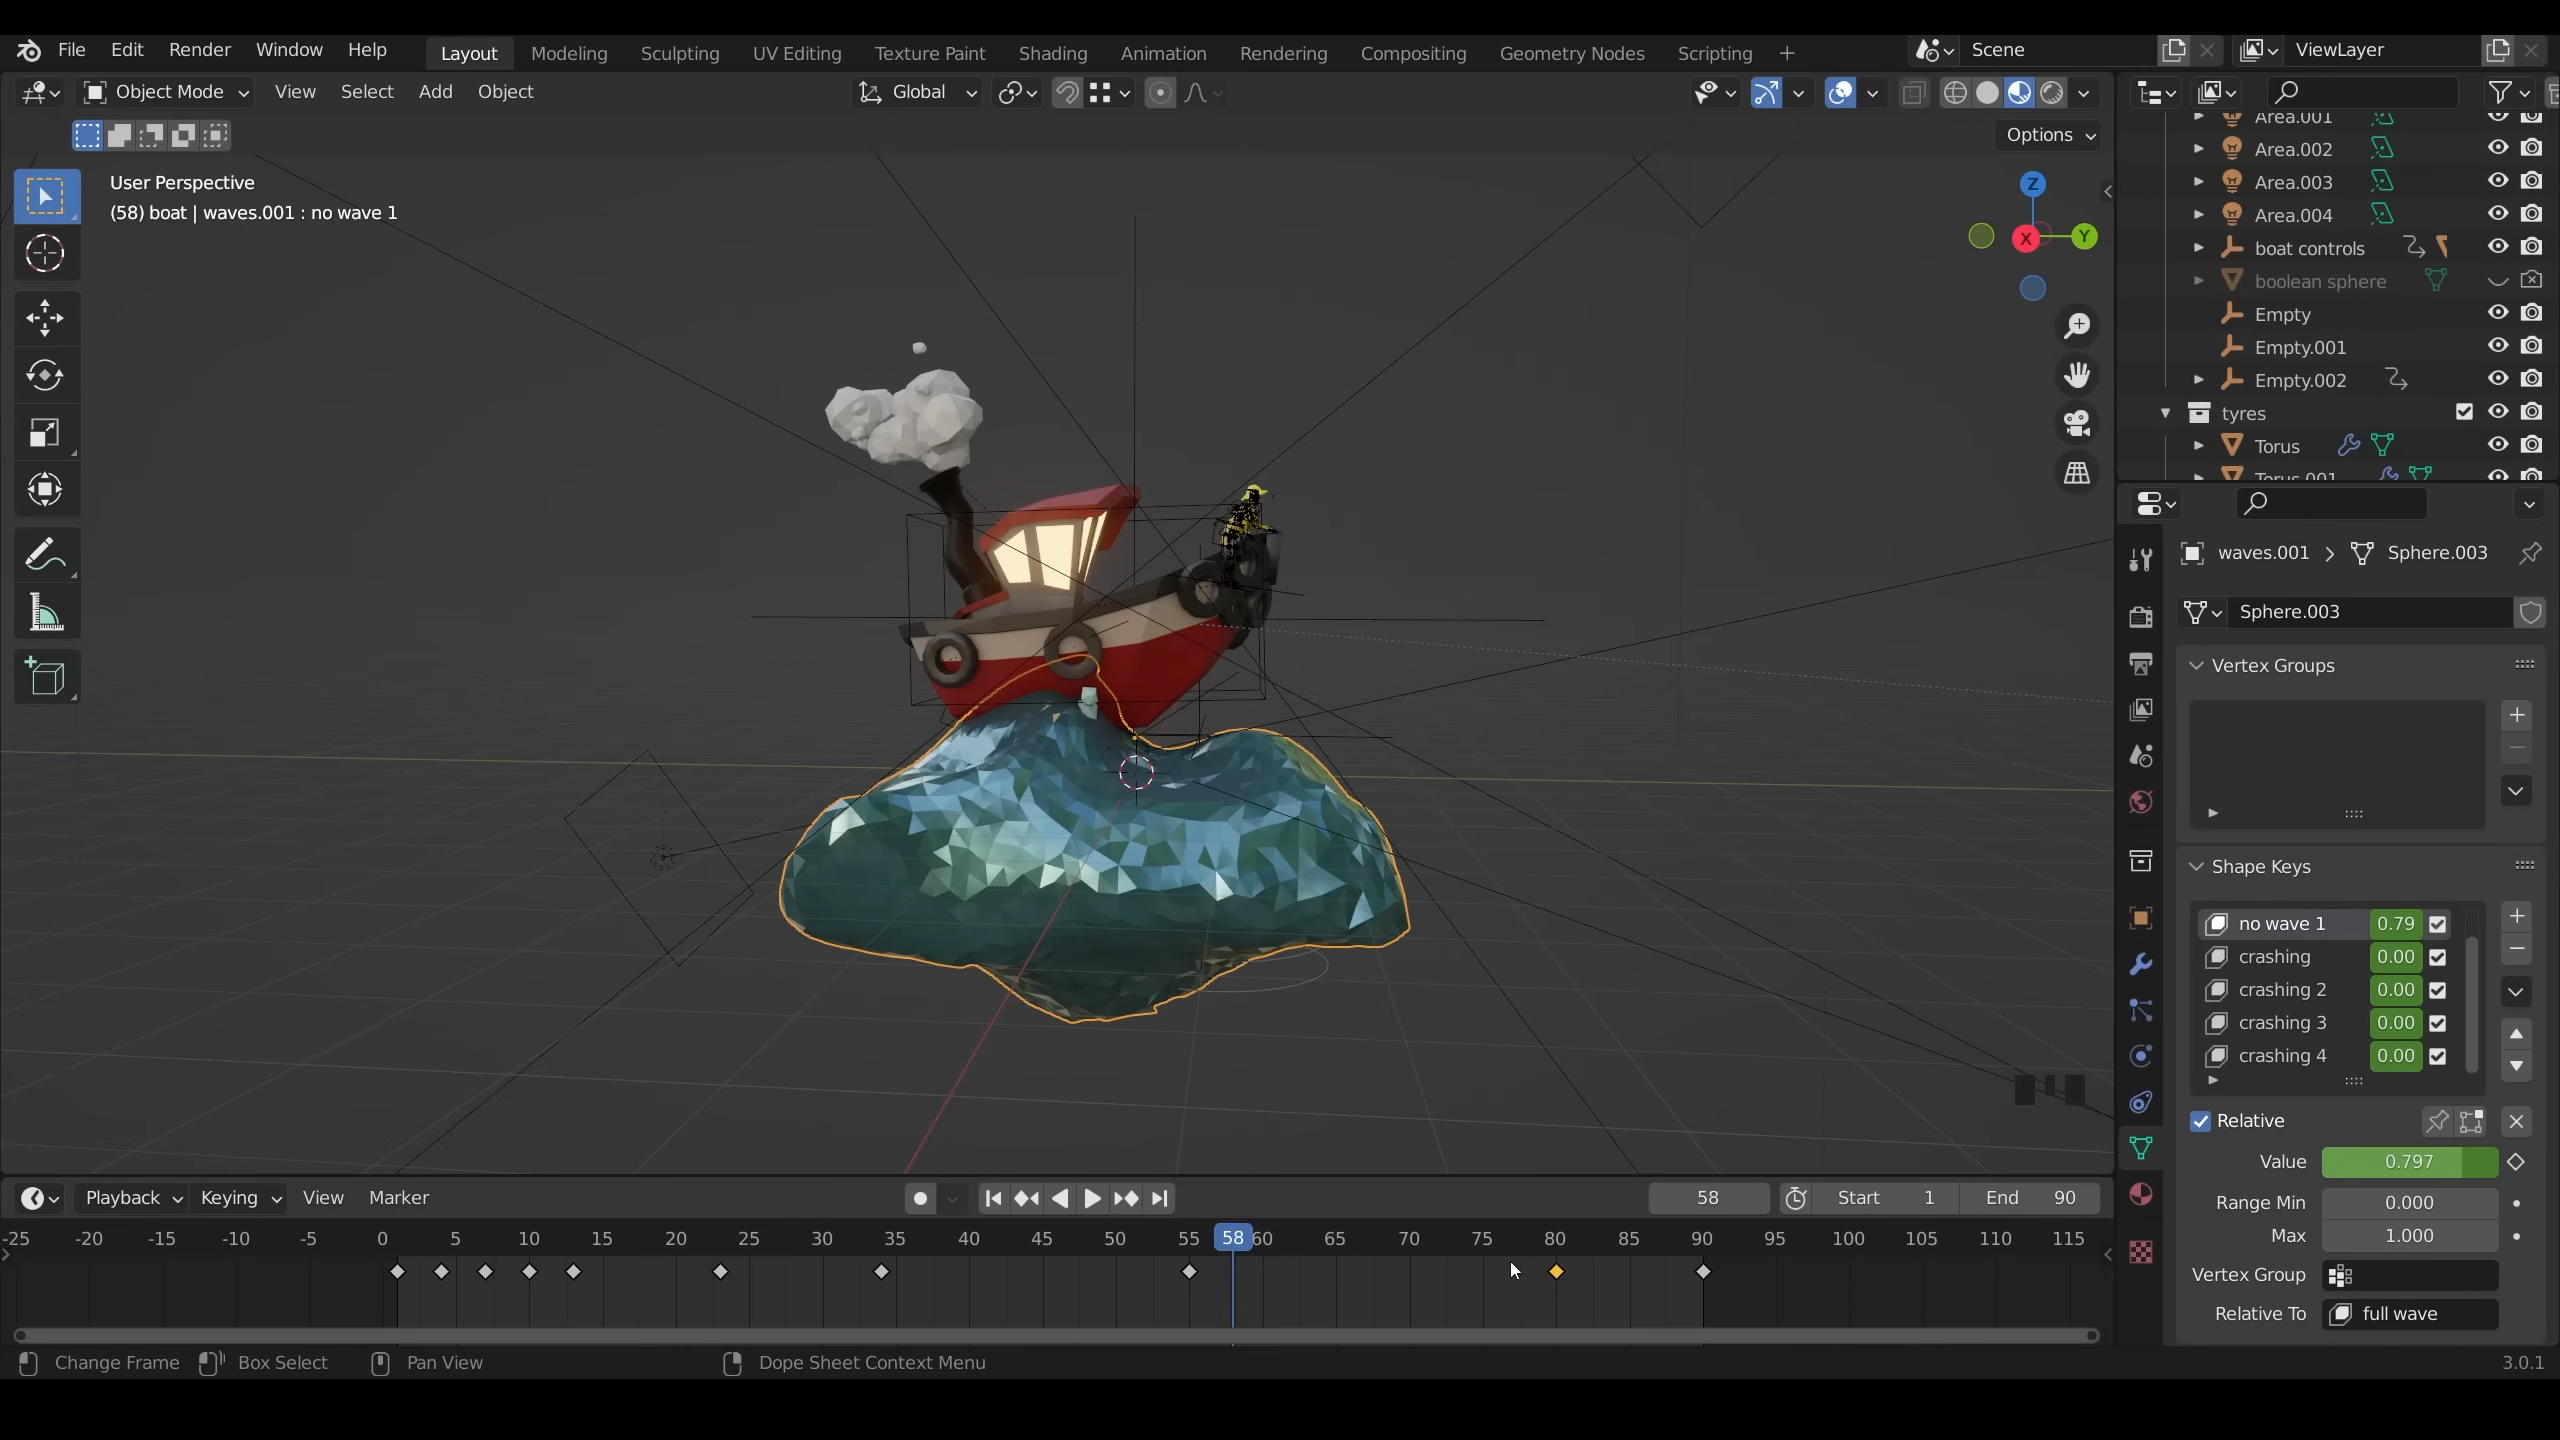 File Edit Render Window Help
Layout Modeling Sculpting UV Editing Texture Paint Shading Animation Rendering Compositing Geometry Nodes Scripting +
Scene
ViewLayer
Object Mode View Select Add Object
Global
Options
User Perspective
(58) boat | waves.001 : no wave 1
Z
X
Y
Area.001
Area.002
Area.003
Area.004
boat controls
boolean sphere
Empty
Empty.001
Empty.002
tyres
Torus
Torus.001
waves.001 > Sphere.003
Sphere.003
Vertex Groups
Shape Keys
no wave 1 0.79
crashing 0.00
crashing 2 0.00
crashing 3 0.00
crashing 4 0.00
Relative
Value 0.797
Range Min 0.000
Max 1.000
Vertex Group
Relative To full wave
Playback Keying View Marker
58
Start 1
End 90
-25 -20 -15 -10 -5 0 5 10 15 20 25 30 35 40 45 50 55 58 60 65 70 75 80 85 90 95 100 105 110 115
Change Frame
Box Select
Pan View
Dope Sheet Context Menu
3.0.1